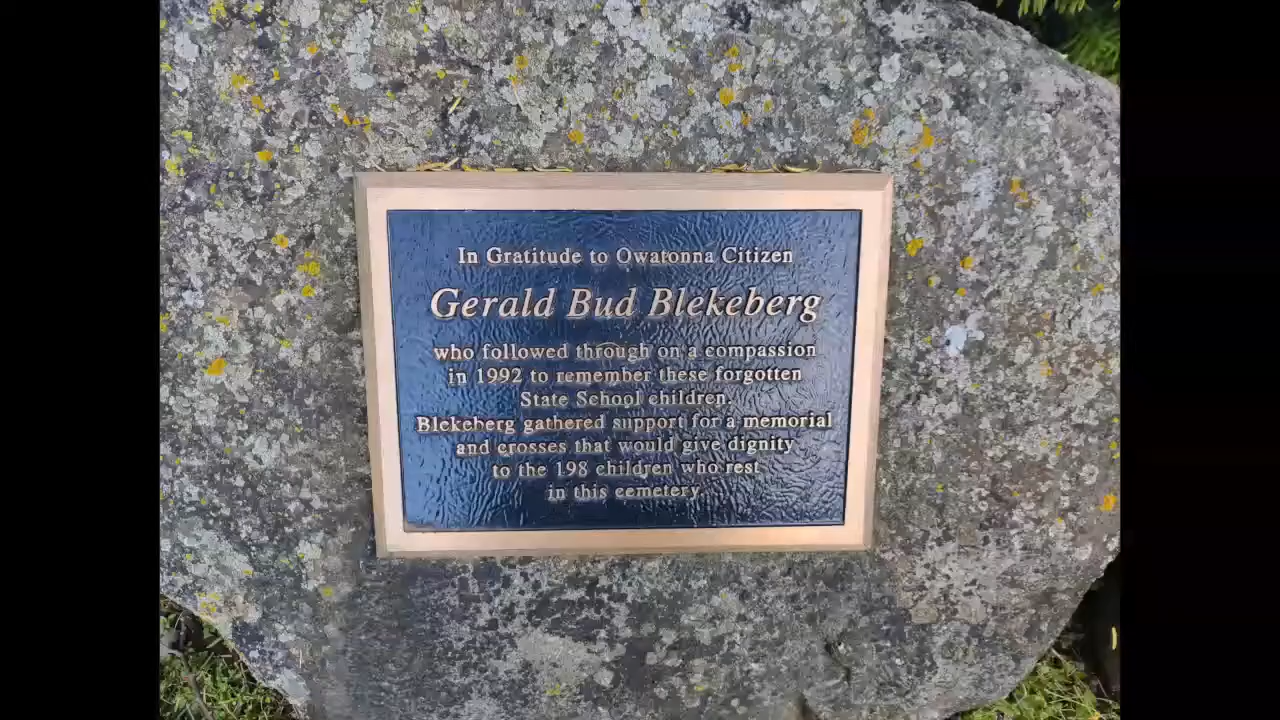 In Gratitude to Owatonna Citizen
Gerald Bud Blekeberg
who followed through on a compassion
in 1992 to remember these forgotten
State School children.
Blekeberg gathered support for a memorial
and crosses that would give dignity
to the 198 children who rest
in this cemetery.